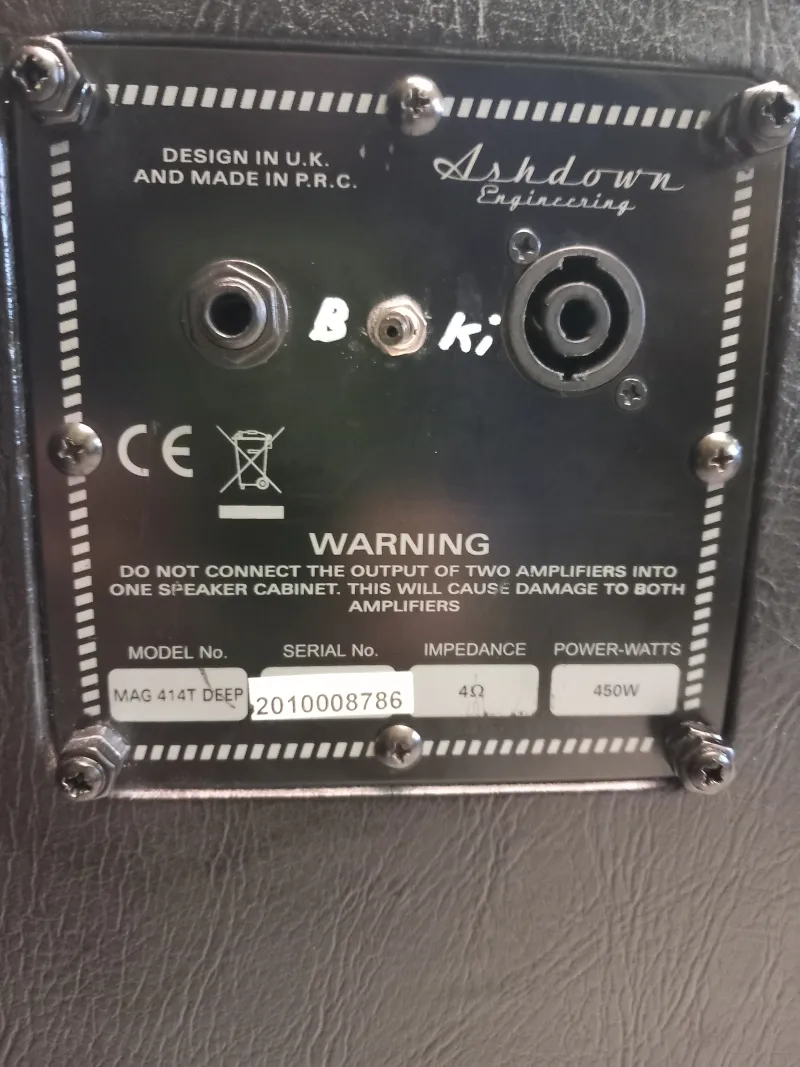 DESIGN IN U.K.
AND MADE IN P.R.C.
Ashdown
Engineering
B Ki
CE
WARNING
DO NOT CONNECT THE OUTPUT OF TWO AMPLIFIERS INTO
ONE SPEAKER CABINET. THIS WILL CAUSE DAMAGE TO BOTH
AMPLIFIERS
MODEL No. SERIAL No. IMPEDANCE POWER-WATTS
MAG 414T DEEP 2010008786 4Ω 450W